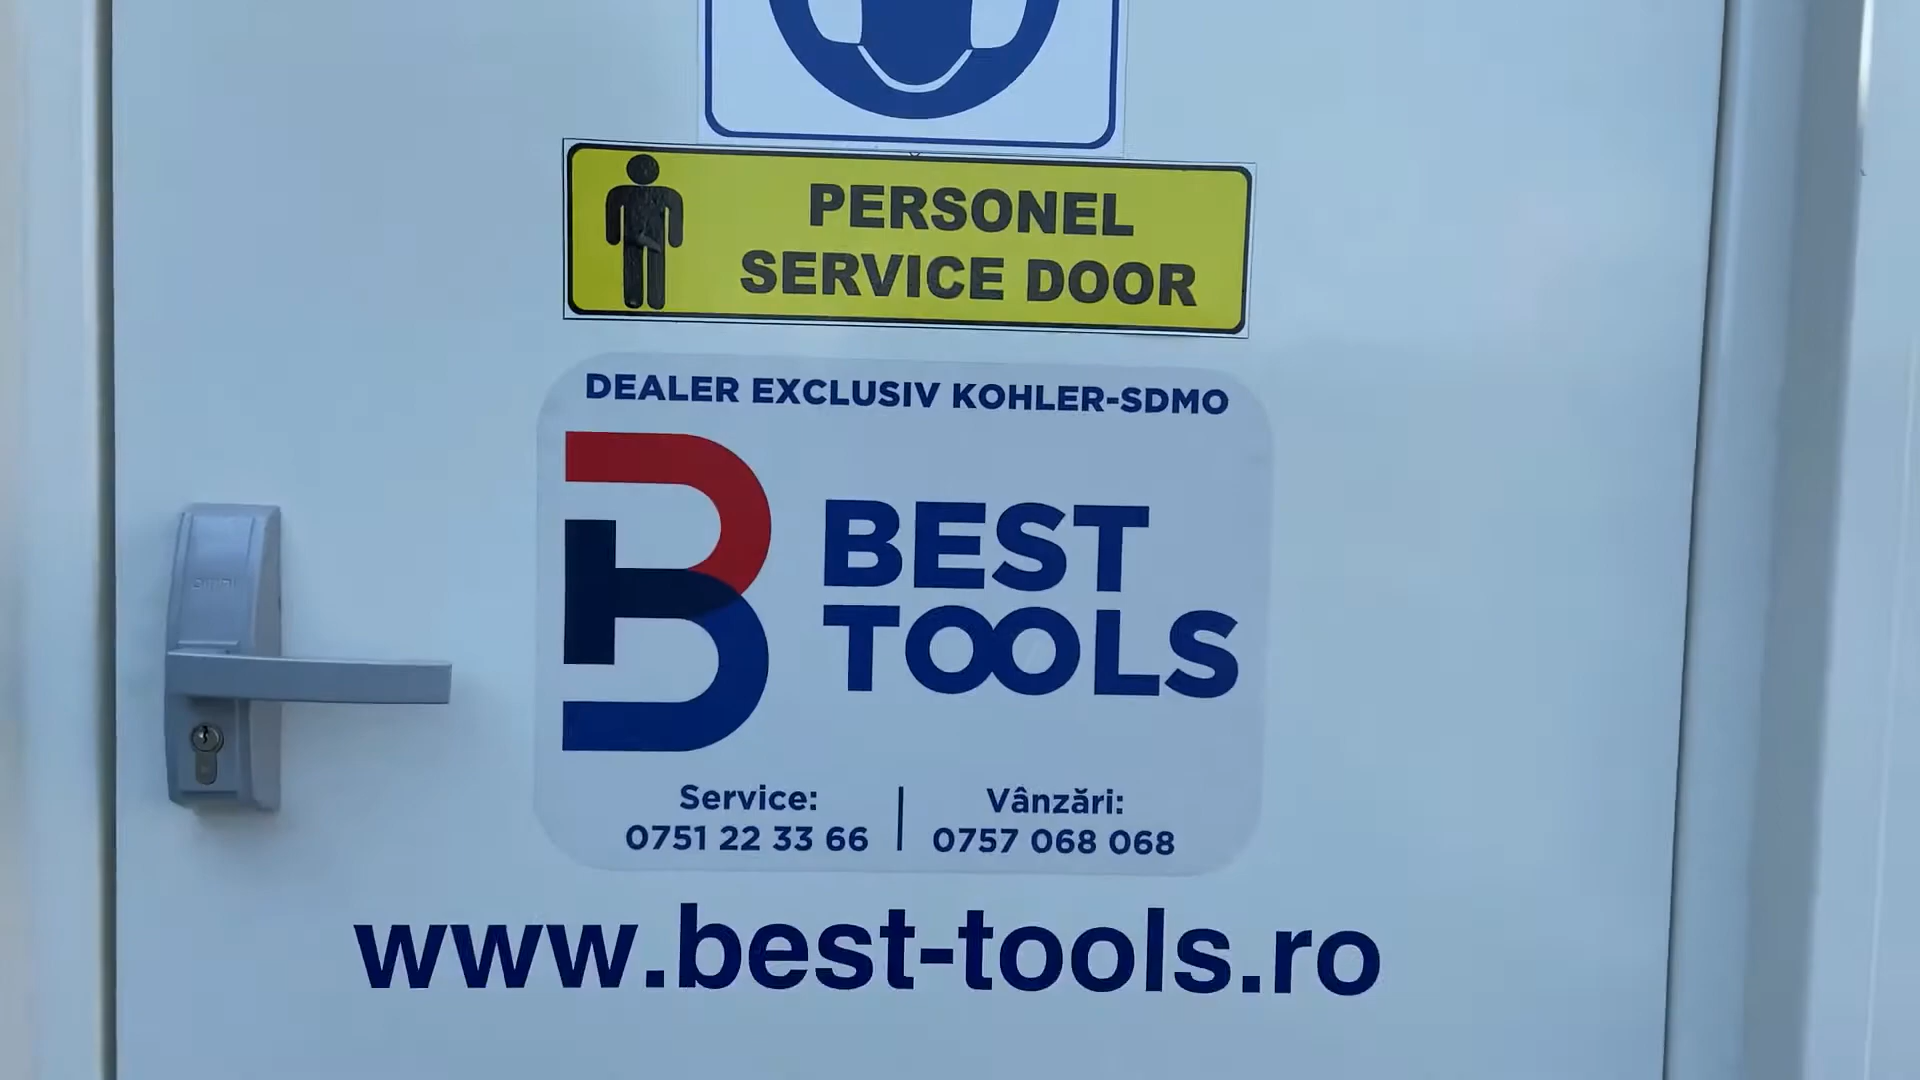 PERSONEL
SERVICE DOOR
DEALER EXCLUSIV KOHLER-SDMO
BEST
TOOLS
Service:
0751 22 33 66
Vânzări:
0757 068 068
www.best-tools.ro